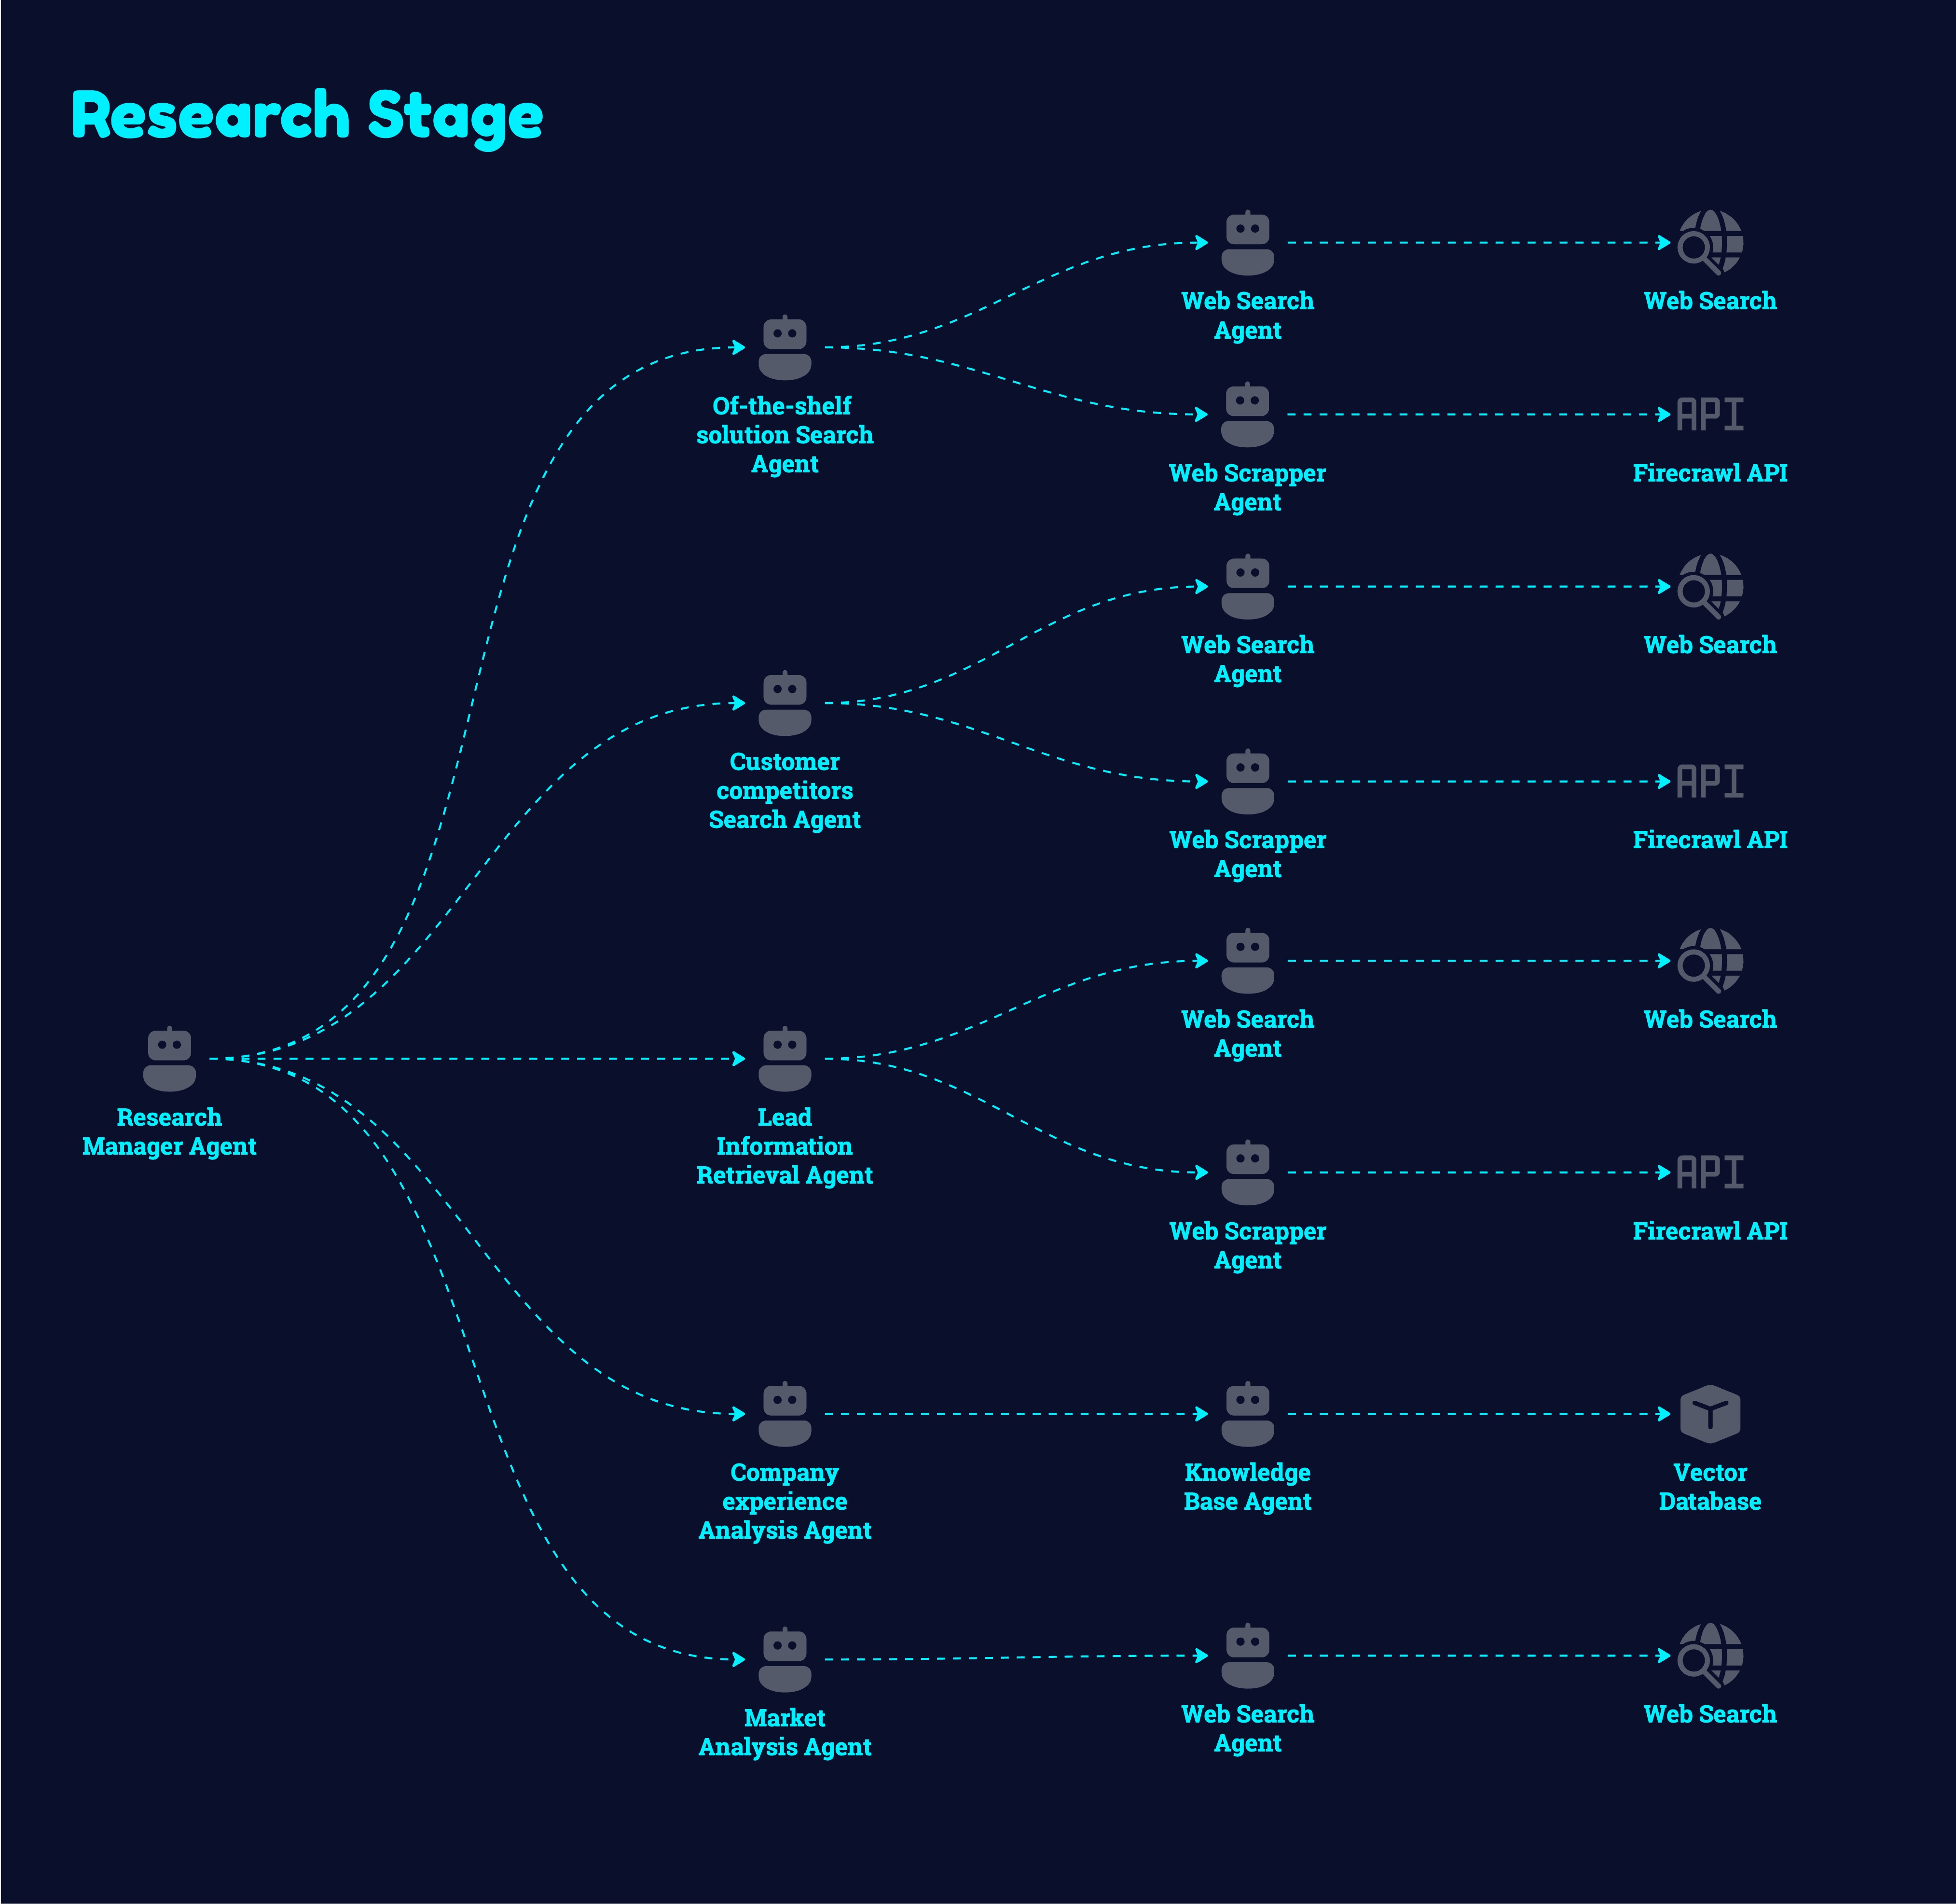 Research Stage
Web Search
Agent
Web Search
Of-the-shelf
solution Search
Agent
API
Web Scrapper
Agent
Firecrawl API
Web Search
Agent
Web Search
Customer
competitors
Search Agent
API
Web Scrapper
Agent
Firecrawl API
Web Search
Agent
Web Search
Research
Manager Agent
Lead
Information
Retrieval Agent
API
Web Scrapper
Agent
Firecrawl API
Company
experience
Analysis Agent
Knowledge
Base Agent
Vector
Database
Market
Analysis Agent
Web Search
Agent
Web Search